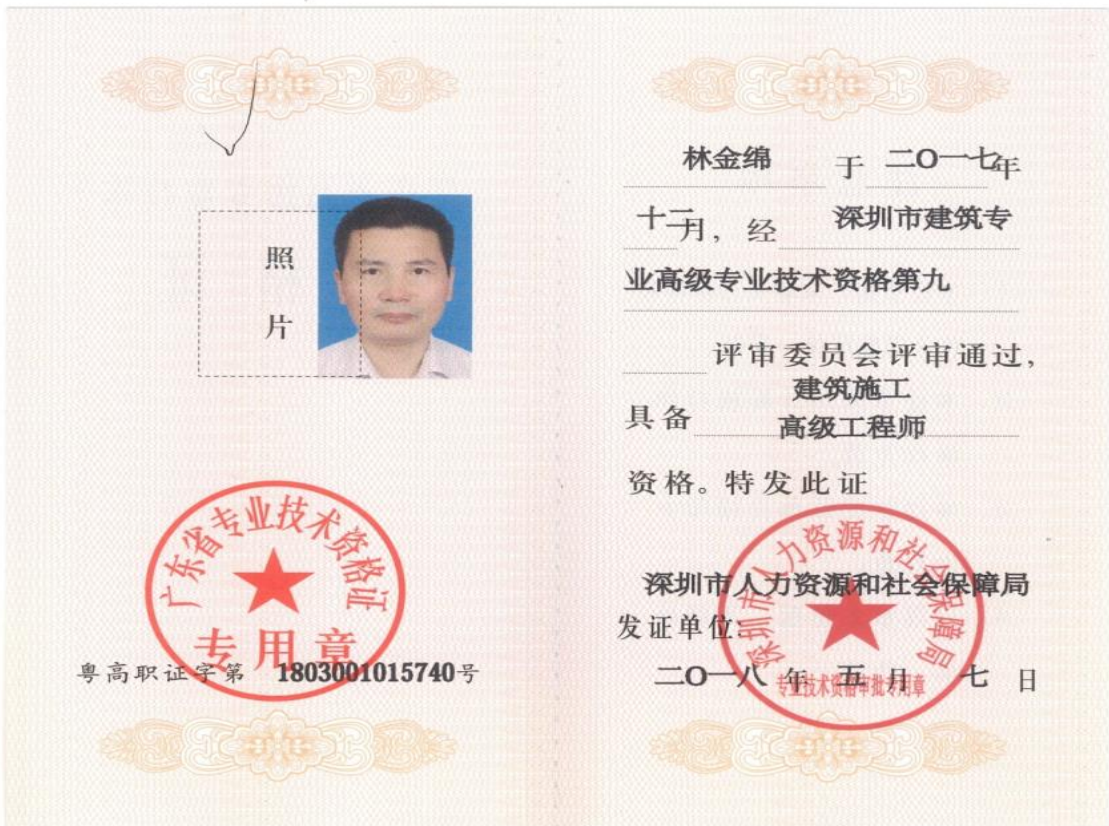 照
片
广东省专业技术资格证
专用章
粤高职证字第 1803001015740号
林金绵 于 二O一七年
十二月，经 深圳市建筑专
业高级专业技术资格第九
评审委员会评审通过，
建筑施工
具备 高级工程师
资格。特发此证
深圳市人力资源和社会保障局
深圳市人力资源和社会保障局
发证单位：
二O一八 年 五 月 七 日
专业技术资格审批专用章